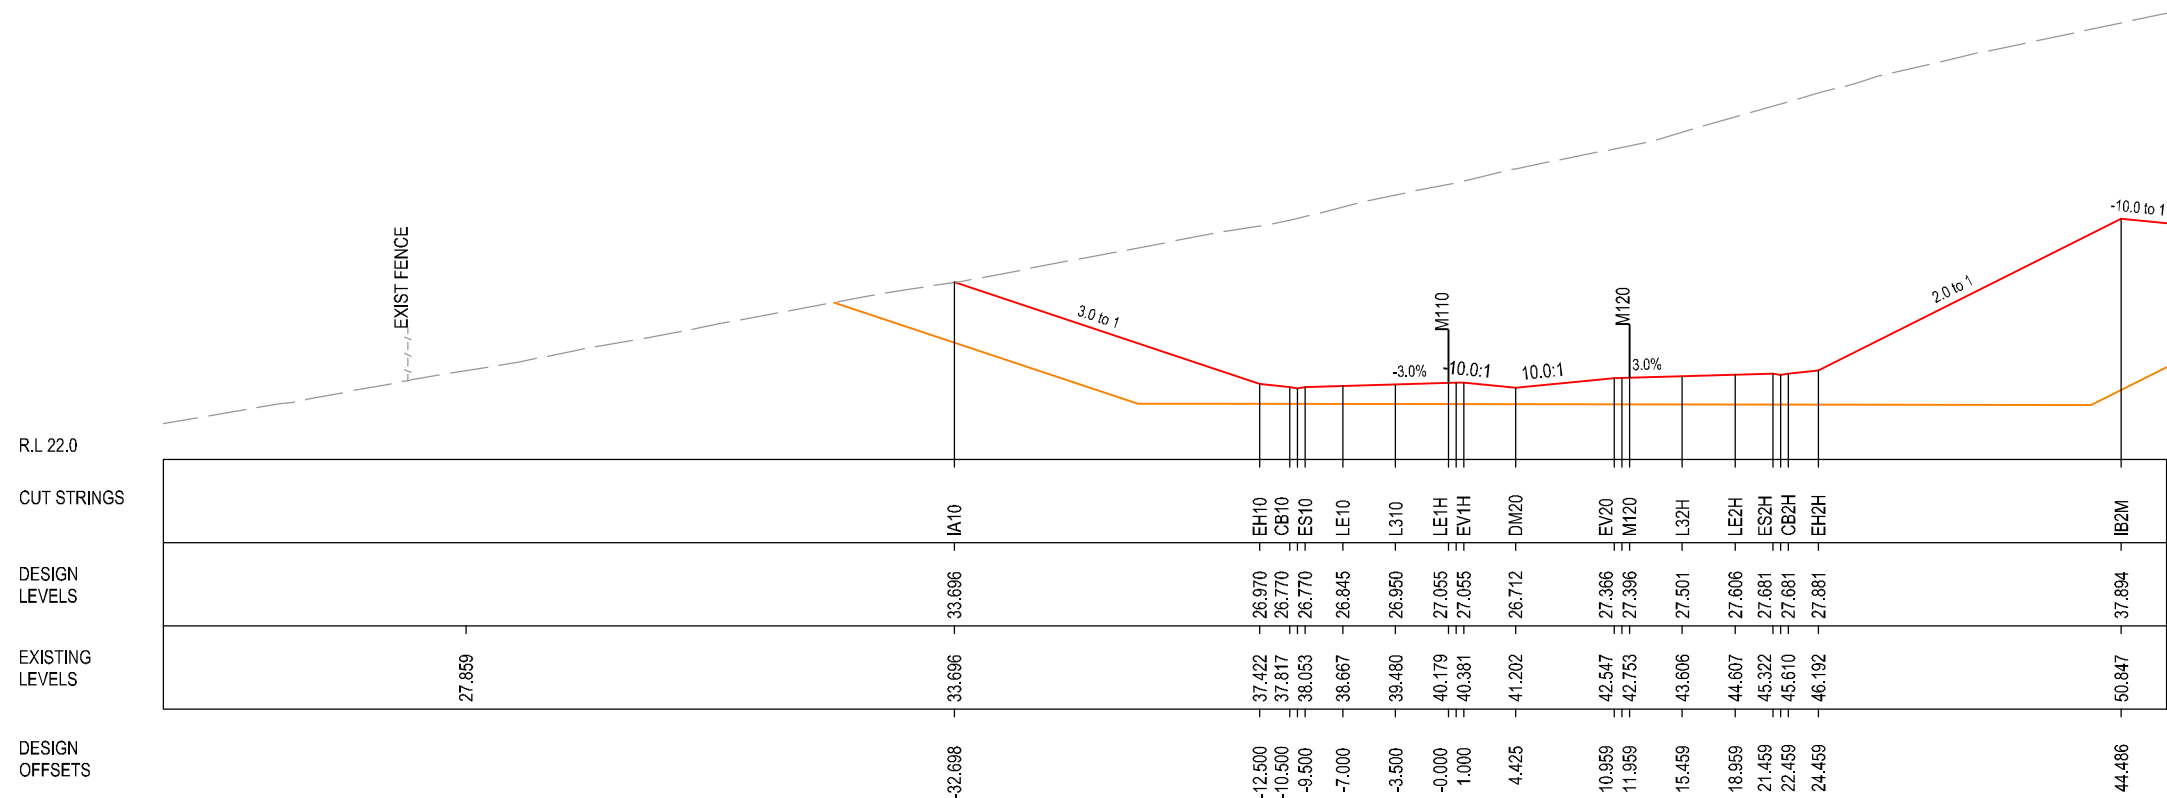 -10.0 to 1
EXIST FENCE
2.0 to 1
M110
M120
3.0 to 1
-3.0%
-10.0:1
10.0:1
3.0%
R.L 22.0
CUT STRINGS
IA10
EH10
CB10
ES10
LE10
L310
LE1H
EV1H
DM20
EV20
M120
L32H
LE2H
ES2H
CB2H
EH2H
IB2M
DESIGN
LEVELS
33.696
26.970
26.770
26.770
26.845
26.950
27.055
27.055
26.712
27.366
27.396
27.501
27.606
27.681
27.681
27.881
37.894
EXISTING
LEVELS
27.859
33.696
37.422
37.817
38.053
38.667
39.480
40.179
40.381
41.202
42.547
42.753
43.606
44.607
45.322
45.610
46.192
50.847
DESIGN
OFFSETS
-32.698
-12.500
-10.500
-9.500
-7.000
-3.500
-0.000
1.000
4.425
10.959
11.959
15.459
18.959
21.459
22.459
24.459
44.486